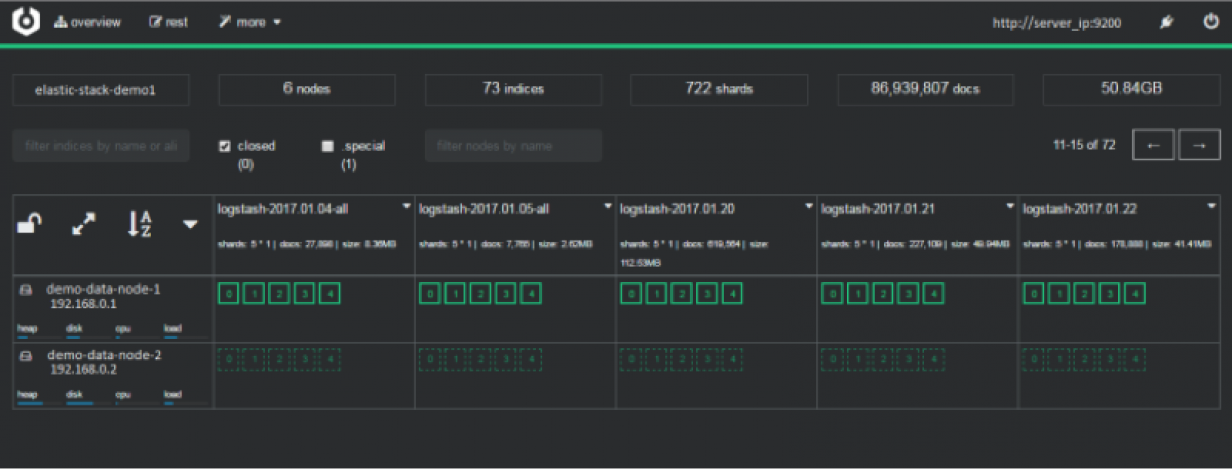 overview rest more http://server_ip:9200
elastic-stack-demo1 6 nodes 73 indices 722 shards 86,939,807 docs 50.84GB
filter indices by name or ali closed (0) .special (1) filter nodes by name 11-15 of 72 ← →
A Z
logstash-2017.01.04-all logstash-2017.01.05-all logstash-2017.01.20 logstash-2017.01.21 logstash-2017.01.22
shards: 5 * 1 | docs: 27,898 | size: 8.36MB shards: 5 * 1 | docs: 7,765 | size: 2.62MB shards: 5 * 1 | docs: 619,564 | size: shards: 5 * 1 | docs: 227,109 | size: 49.94MB shards: 5 * 1 | docs: 178,888 | size: 41.41MB
112.53MB
demo-data-node-1 0 1 2 3 4 0 1 2 3 4 0 1 2 3 4 0 1 2 3 4 0 1 2 3 4
192.168.0.1
heap disk cpu load
demo-data-node-2 0 1 2 3 4 0 1 2 3 4 0 1 2 3 4 0 1 2 3 4 0 1 2 3 4
192.168.0.2
heap disk cpu load